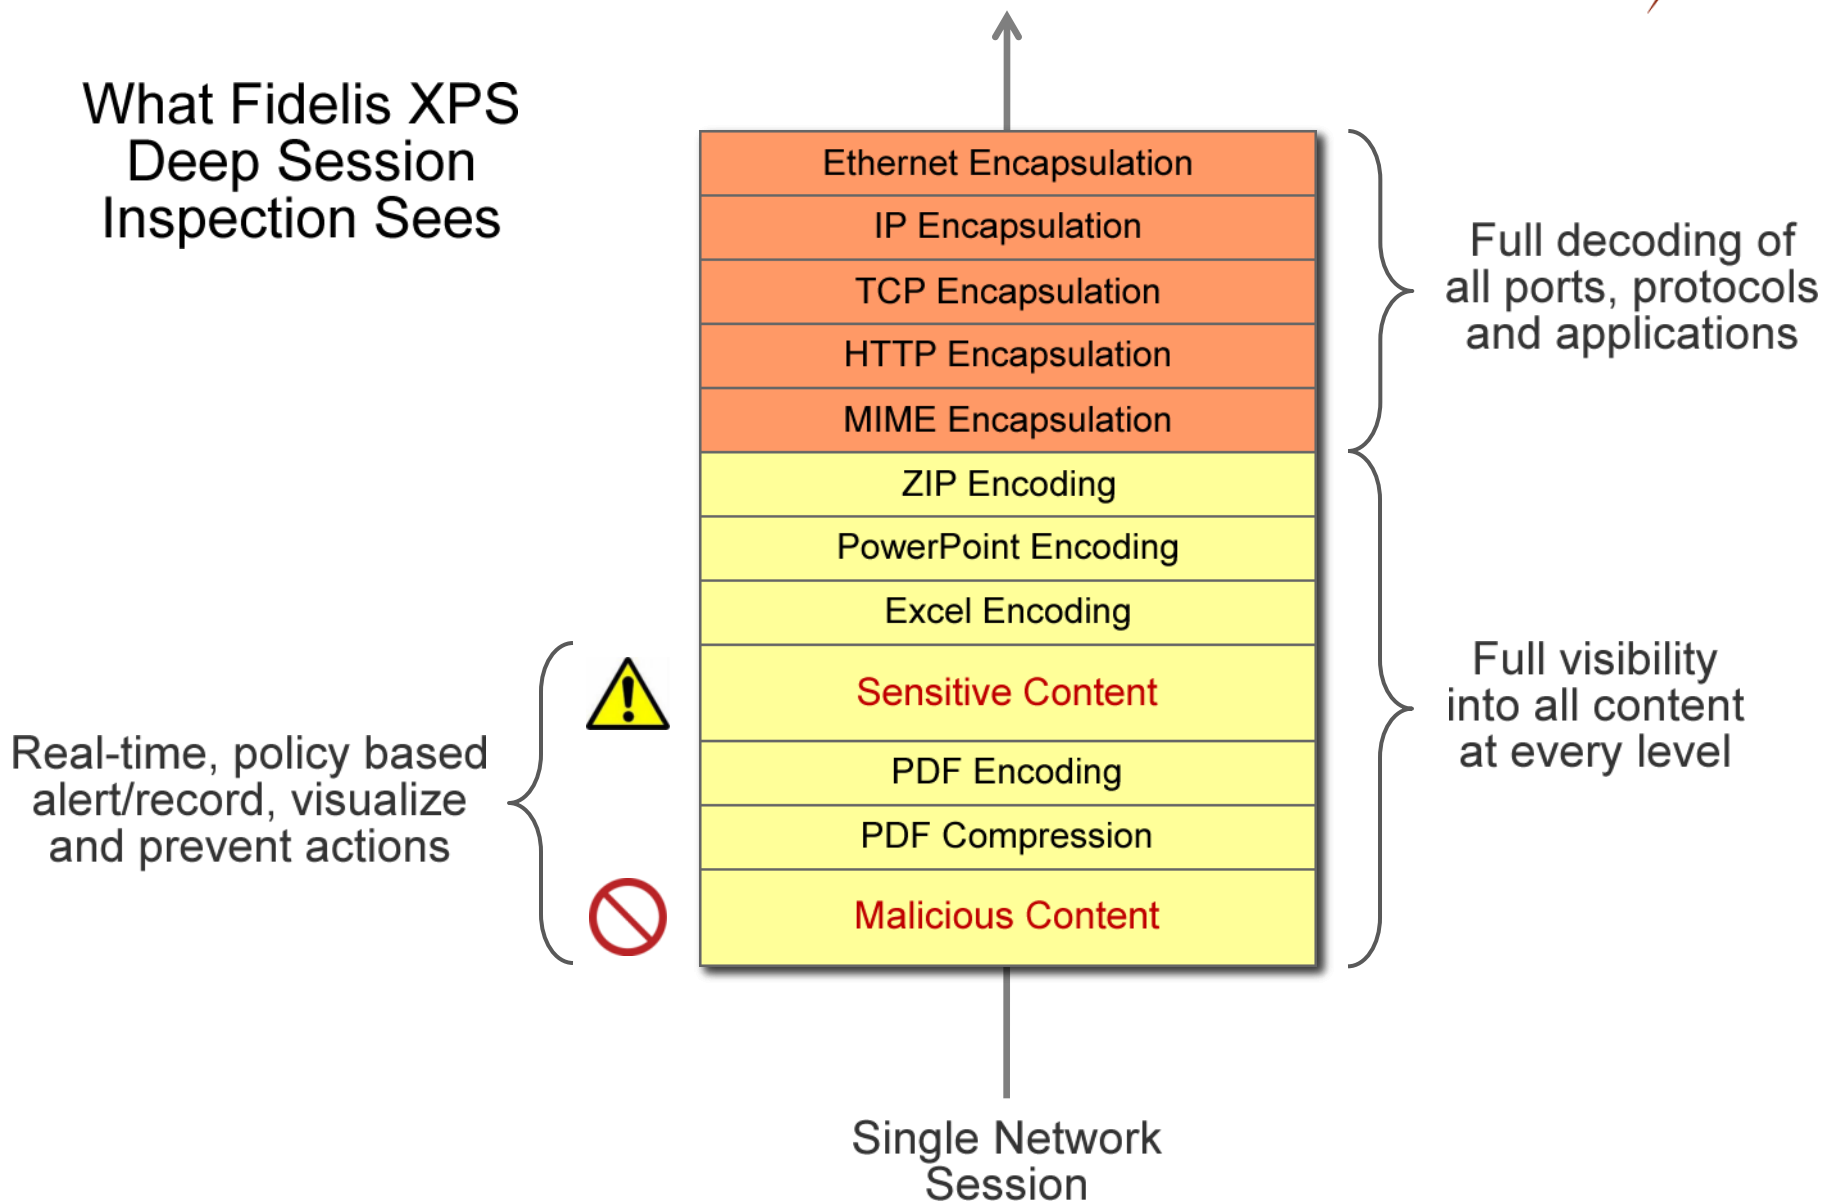 What Fidelis XPS
Deep Session
Inspection Sees
Ethernet Encapsulation
IP Encapsulation
TCP Encapsulation
HTTP Encapsulation
MIME Encapsulation
ZIP Encoding
PowerPoint Encoding
Excel Encoding
Sensitive Content
PDF Encoding
PDF Compression
Malicious Content
Full decoding of
all ports, protocols
and applications
Full visibility
into all content
at every level
Real-time, policy based
alert/record, visualize
and prevent actions
Single Network
Session